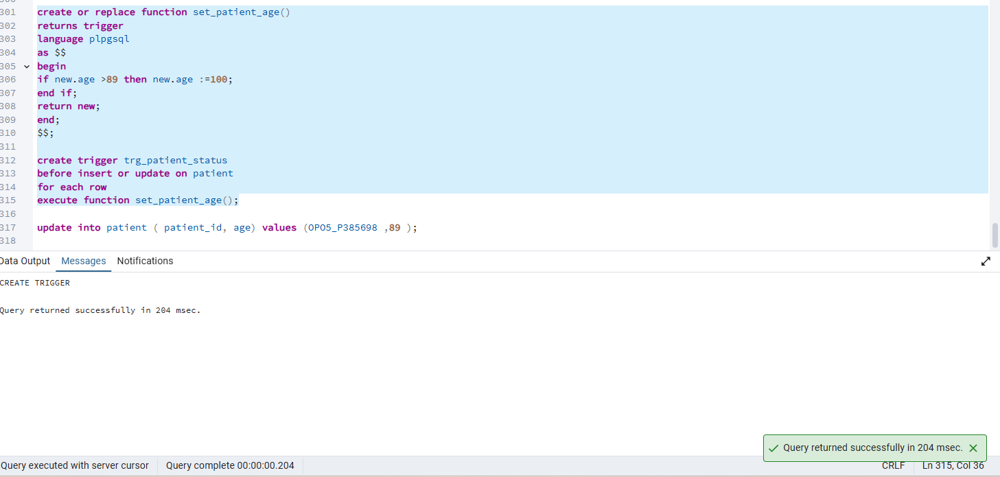 301 create or replace function set_patient_age()
302 returns trigger
303 language plpgsql
304 as $$
305 begin
306 if new.age >89 then new.age :=100;
307 end if;
308 return new;
309 end;
310 $$;
311
312 create trigger trg_patient_status
313 before insert or update on patient
314 for each row
315 execute function set_patient_age();
316
317 update into patient ( patient_id, age) values (OPO5_P385698 ,89 );
318
Data Output Messages Notifications
CREATE TRIGGER
Query returned successfully in 204 msec.
Query returned successfully in 204 msec.
Query executed with server cursor Query complete 00:00:00.204 CRLF Ln 315, Col 36